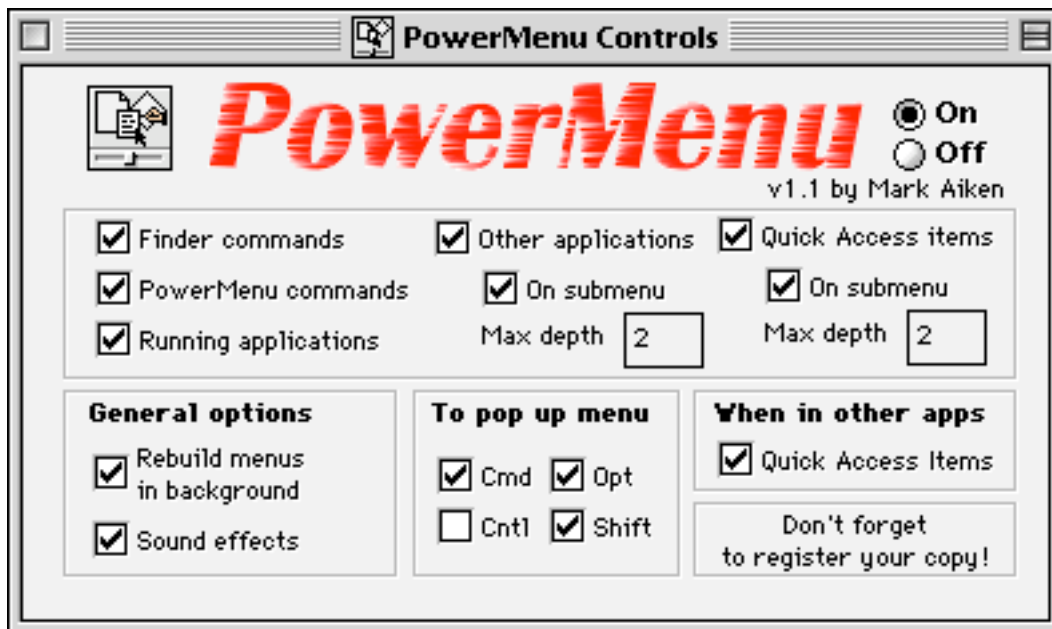 PowerMenu Controls
PowerMenu
On
Off
v1.1 by Mark Aiken
Finder commands
Other applications
Quick Access items
PowerMenu commands
On submenu
On submenu
Running applications
Max depth 2
Max depth 2
General options
Rebuild menus
in background
Sound effects
To pop up menu
Cmd
Opt
Cntl
Shift
When in other apps
Quick Access Items
Don't forget
to register your copy!